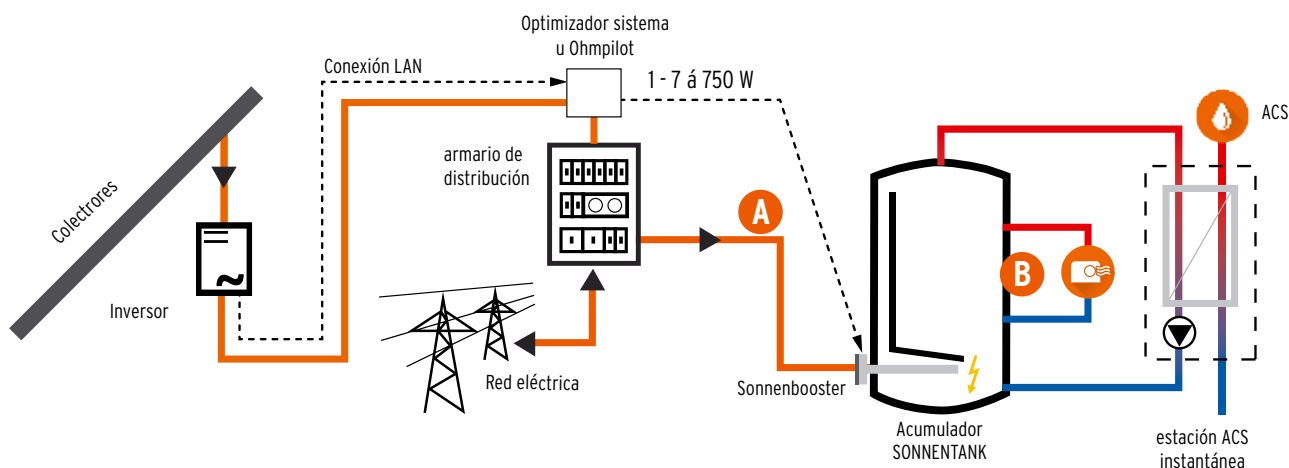 Optimizador sistema
u Ohmpilot
Conexión LAN
1 - 7 á 750 W
ACS
armario de
distribución
Colectrores
A
B
Inversor
Red eléctrica
Sonnenbooster
Acumulador
SONNENTANK
estación ACS
instantánea